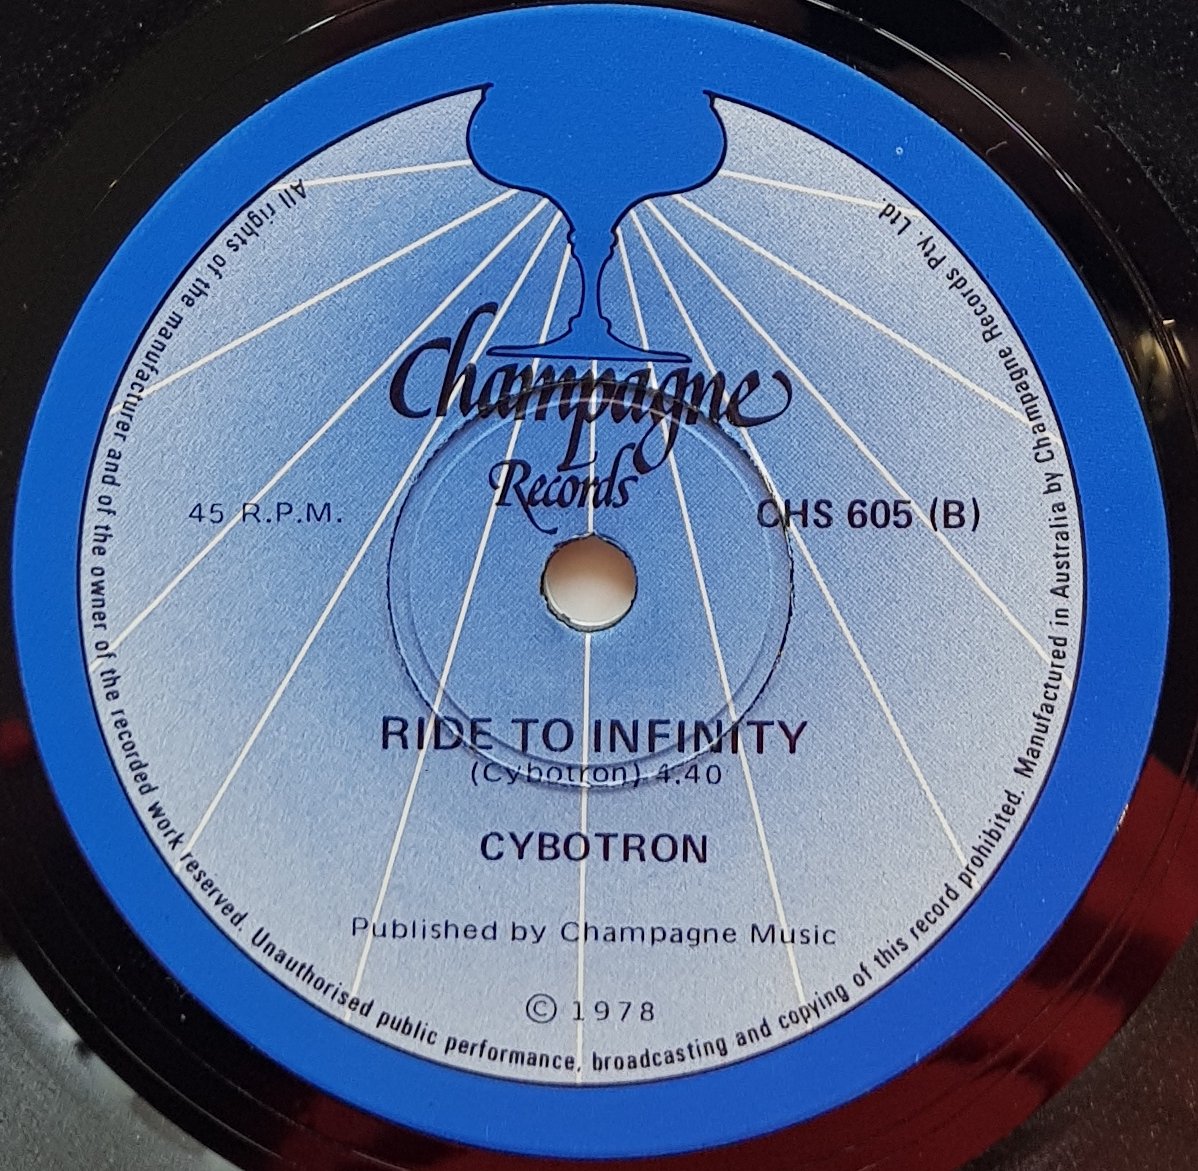 Champagne
Records
45 R.P.M.
CHS 605 (B)
RIDE TO INFINITY
(Cybotron) 4.40
CYBOTRON
Published by Champagne Music
© 1978
All rights of the manufacturer and of the owner of the recorded work reserved. Unauthorised public performance, broadcasting and copying of this record prohibited. Manufactured in Australia by Champagne Records Pty. Ltd.